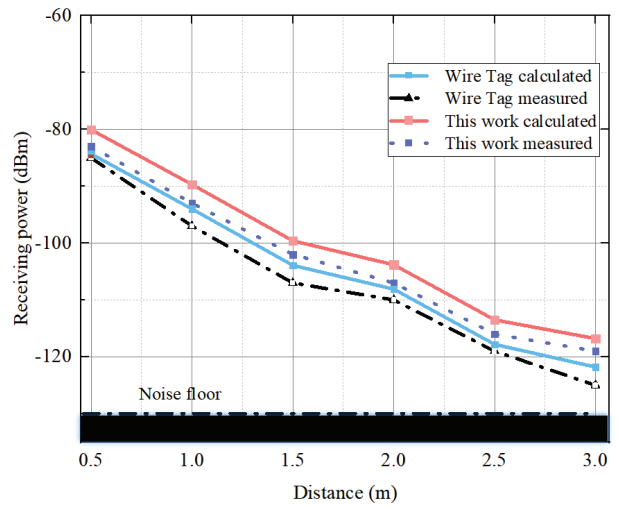 -60
-80
-100
-120
Receiving power (dBm)
Wire Tag calculated
Wire Tag measured
This work calculated
This work measured
Noise floor
0.5 1.0 1.5 2.0 2.5 3.0
Distance (m)